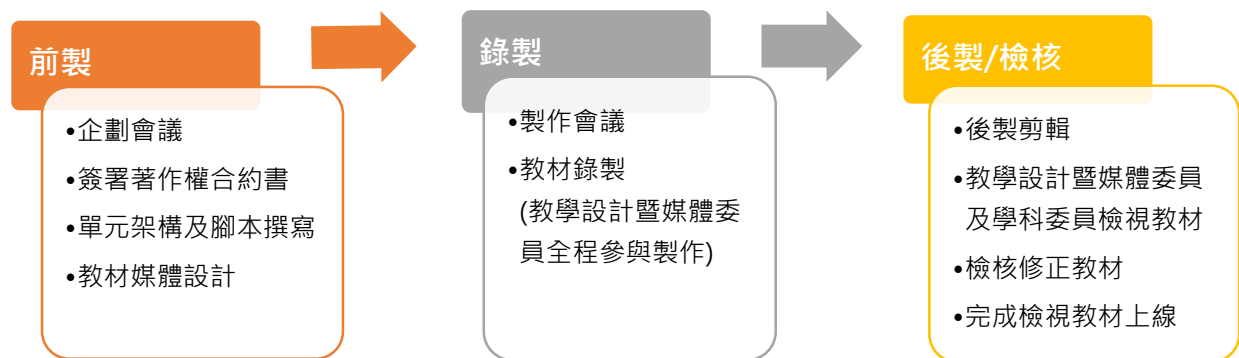 前製
•企劃會議
•簽署著作權合約書
•單元架構及腳本撰寫
•教材媒體設計
錄製
•製作會議
•教材錄製
(教學設計暨媒體委
員全程參與製作)
後製/檢核
•後製剪輯
•教學設計暨媒體委員
及學科委員檢視教材
•檢核修正教材
•完成檢視教材上線